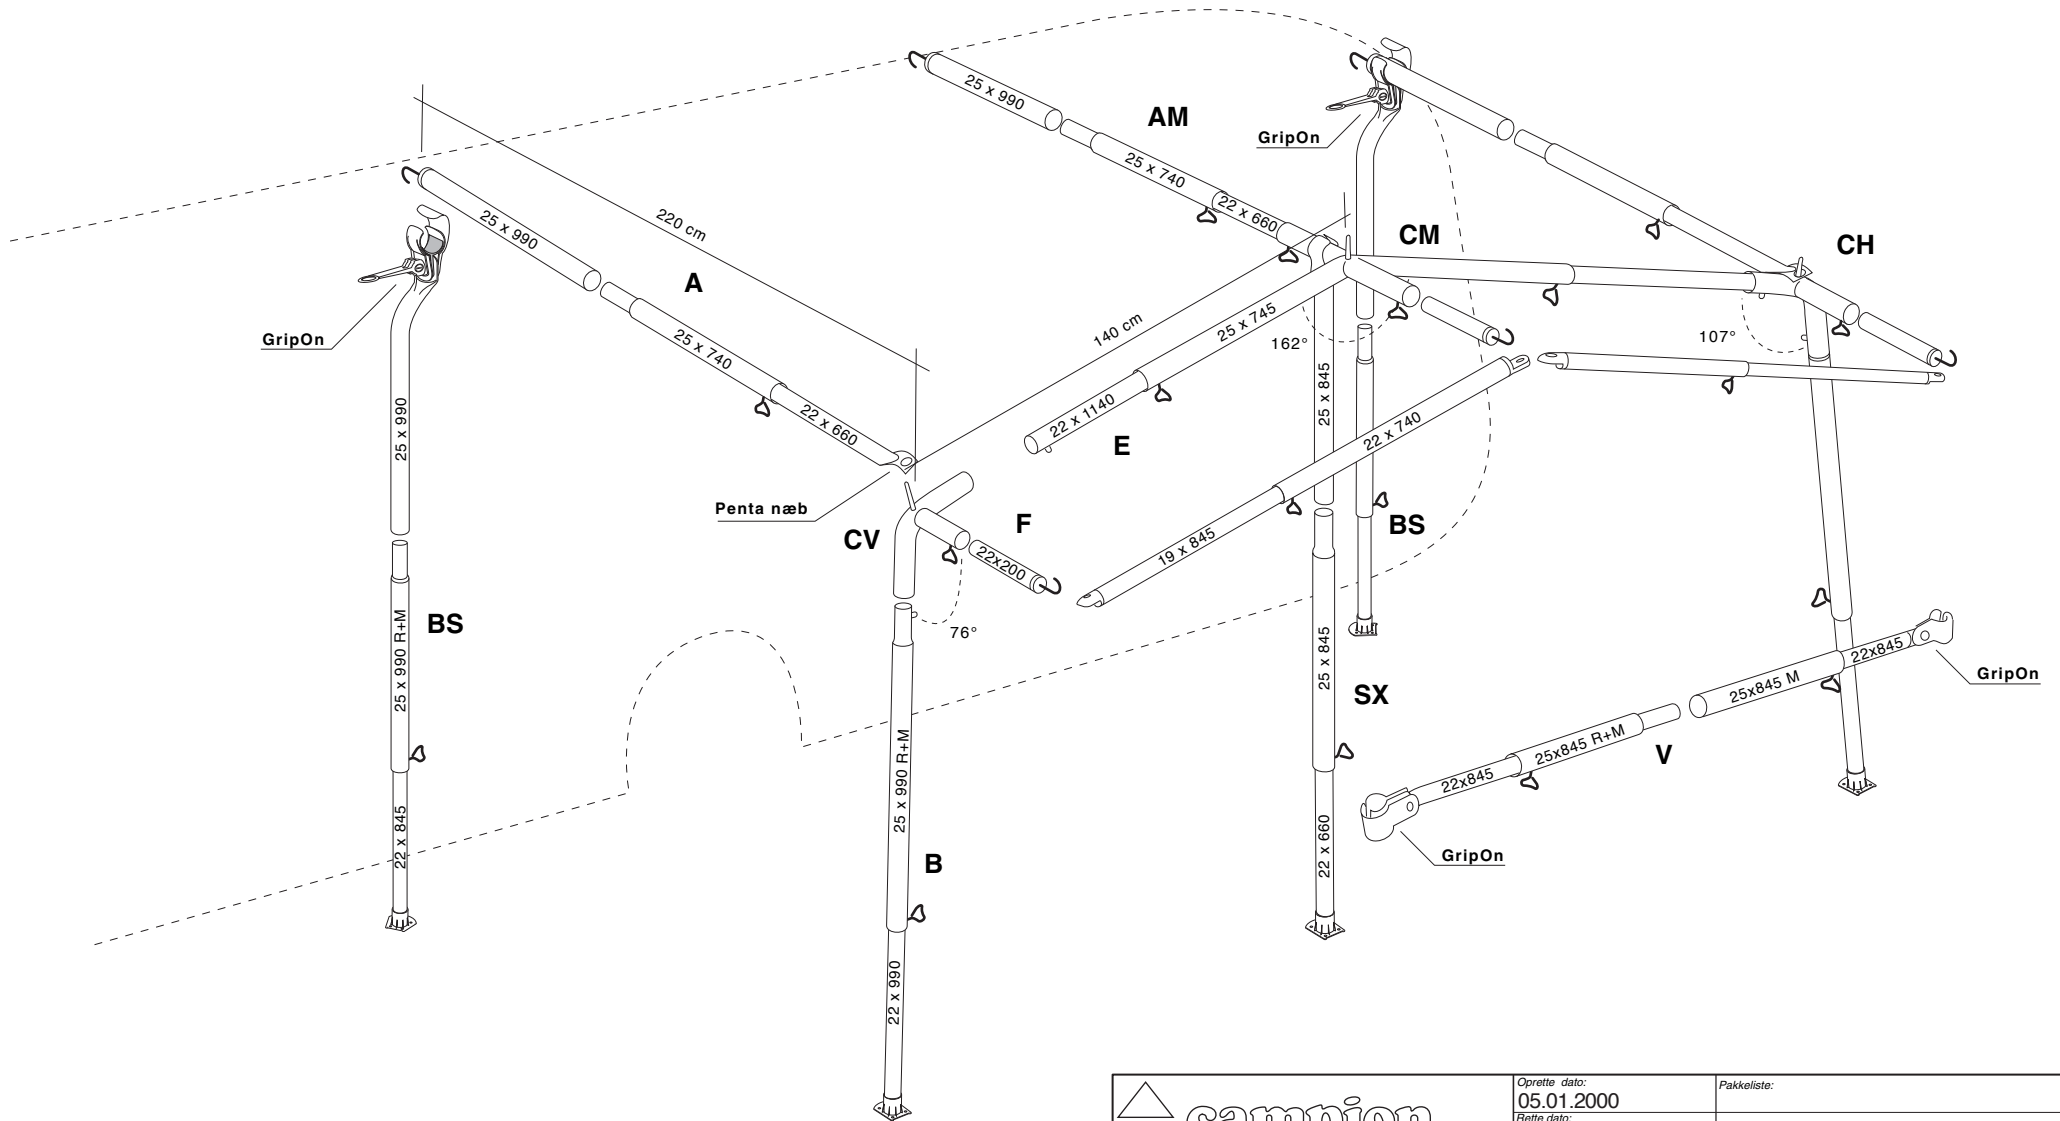 25 x 990
AM
GripOn
25 x 740
22 x 660
220 cm
25 x 990
CM
CH
A
GripOn
140 cm
25 x 745
162°
107°
25 x 740
22 x 660
25 x 845
22 x 1140
E
22 x 740
25 x 990
Penta næb
CV
F
BS
22x200
19 x 845
76°
BS
25 x 990 R+M
25 x 845
SX
22x845
GripOn
25x845 M
25x845 R+M
V
22x845
25 x 990 R+M
22 x 845
B
22 x 660
GripOn
22 x 990
campion
Oprette dato:
05.01.2000
Pakkeliste:
Rette dato: